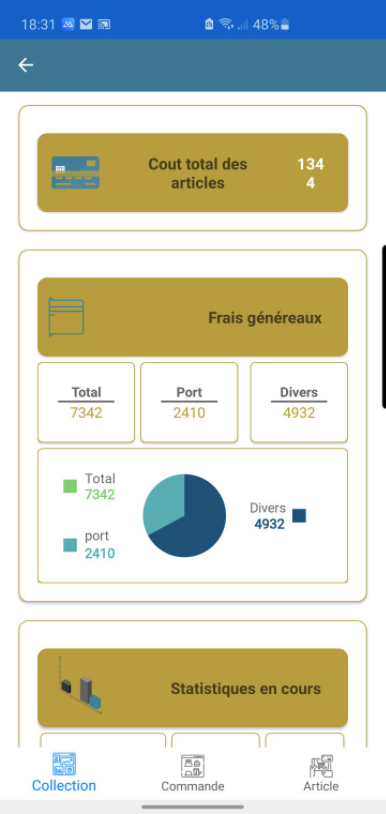 18:31 48%
Cout total des 134
articles 4
Frais généreaux
Total Port Divers
7342 2410 4932
Total
7342
Divers
4932
port
2410
Statistiques en cours
Collection Commande Article